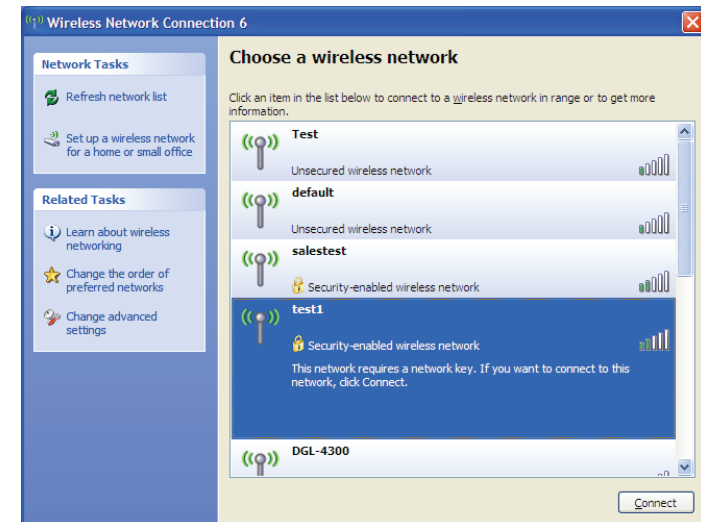 Wireless Network Connection 6
Network Tasks
Refresh network list
Set up a wireless network
for a home or small office
Related Tasks
Learn about wireless
networking
Change the order of
preferred networks
Change advanced
settings
Choose a wireless network
Click an item in the list below to connect to a wireless network in range or to get more
information.
Test
Unsecured wireless network
default
Unsecured wireless network
salestest
Security-enabled wireless network
test1
Security-enabled wireless network
This network requires a network key. If you want to connect to this
network, click Connect.
DGL-4300
Connect